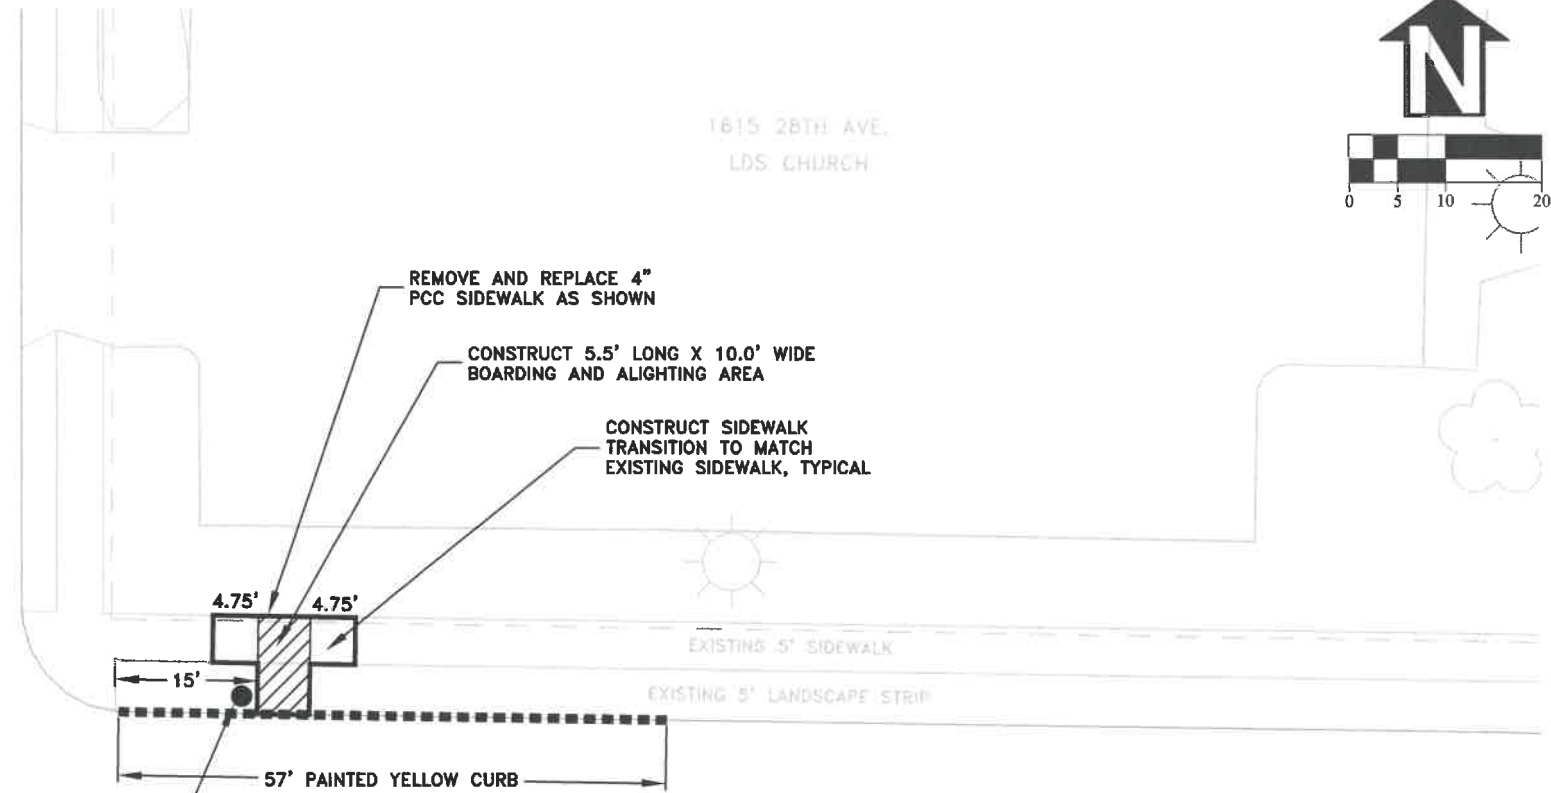 N
1615 28TH AVE.
LDS CHURCH
0 5 10 20
REMOVE AND REPLACE 4"
PCC SIDEWALK AS SHOWN
CONSTRUCT 5.5' LONG X 10.0' WIDE
BOARDING AND ALIGHTING AREA
CONSTRUCT SIDEWALK
TRANSITION TO MATCH
EXISTING SIDEWALK, TYPICAL
4.75' 4.75'
EXISTING 5' SIDEWALK
15'
EXISTING 5' LANDSCAPE STRIP
57' PAINTED YELLOW CURB